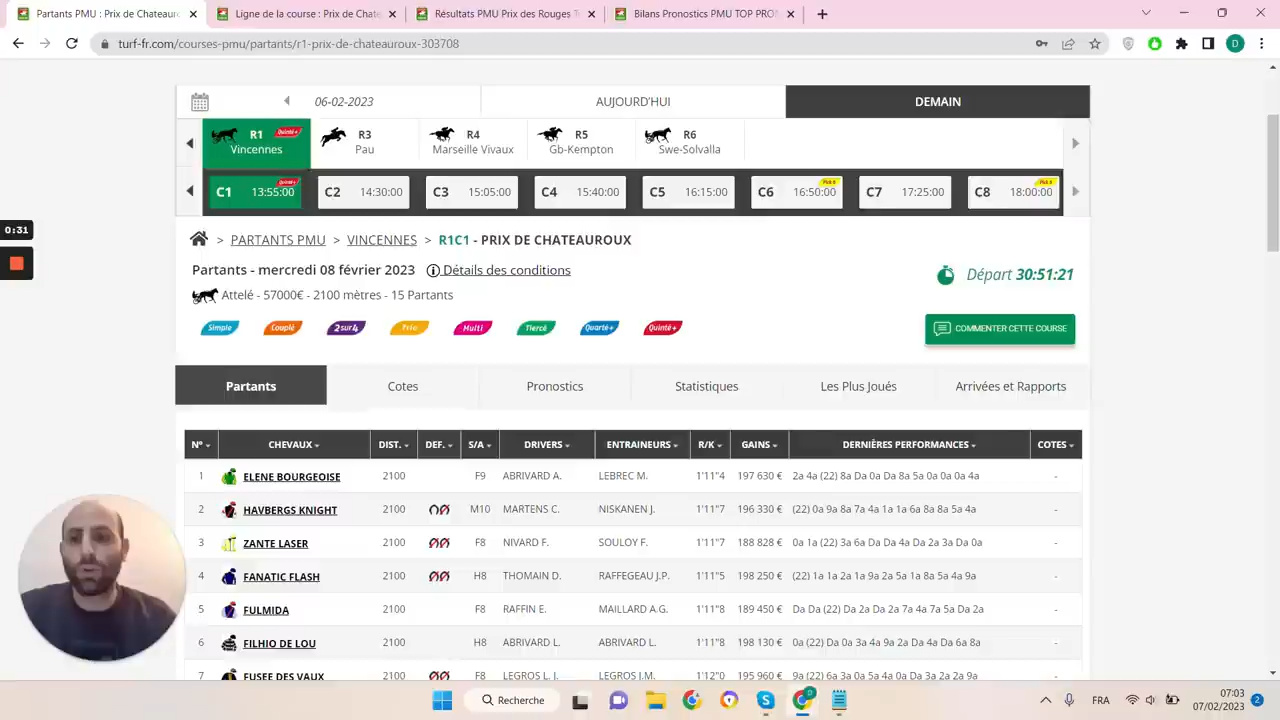 Partants PMU : Prix de Chateaurou
Ligne de la course : Prix de Chate
Résultats PMU Prix des Rouges T
Bilans Pronostics PMU TOP PRO
turf-fr.com/courses-pmu/partants/r1-prix-de-chateauroux-303709
D
06-02-2023
AUJOURD'HUI
DEMAIN
R1 Quinté+
Vincennes
R3
Pau
R4
Marseille Vivaux
R5
Gb-Kempton
R6
Swe-Solvalla
C1 13:55:00 Quinté+
C2 14:30:00
C3 15:05:00
C4 15:40:00
C5 16:15:00
C6 16:50:00
C7 17:25:00
C8 18:00:00
0:31
> PARTANTS PMU > VINCENNES > R1C1 - PRIX DE CHATEAUROUX
Partants - mercredi 08 février 2023 Détails des conditions
Départ 30:51:21
Attelé - 57000€ - 2100 mètres - 15 Partants
Simple Couplé 2sur4 Trio Multi Tiercé Quarté+ Quinté+
COMMENTER CETTE COURSE
Partants Cotes Pronostics Statistiques Les Plus Joués Arrivées et Rapports
N° CHEVAUX DIST. DEF. S/A DRIVERS ENTRAINEURS R/K GAINS DERNIÈRES PERFORMANCES COTES
1 ELENE BOURGEOISE 2100 F9 ABRIVARD A. LEBREC M. 1'11"4 197 630 € 2a 4a (22) 8a Da 0a Da 8a 5a 0a 0a 0a 4a -
2 HAVBERGS KNIGHT 2100 M10 MARTENS C. NISKANEN J. 1'11"7 196 330 € (22) 0a 9a 8a 7a 4a 1a 1a 6a 8a 8a 5a 4a -
3 ZANTE LASER 2100 F8 NIVARD F. SOULOY F. 1'11"7 188 828 € 0a 1a (22) 3a 6a Da Da 4a Da 2a 3a Da 0a -
4 FANATIC FLASH 2100 H8 THOMAIN D. RAFFEGEAU J.P. 1'11"5 198 250 € (22) 1a 1a 2a 1a 9a 2a 5a 1a 8a 5a 4a 9a -
5 FULMIDA 2100 F8 RAFFIN E. MAILLARD A.G. 1'11"8 189 450 € Da Da (22) Da 2a Da 2a 7a 4a 7a 5a Da 2a -
6 FILHIO DE LOU 2100 H8 ABRIVARD L. ABRIVARD L. 1'11"8 198 130 € 0a (22) Da 0a 3a 4a 9a 2a Da 4a Da 6a 8a -
7 FUSEE DES VAUX 2100 F8 LEGROS L. J. LEGROS J.M. 1'12"0 195 960 € 9a (22) 6a 3a 0a 5a 4a 0a Da 3a 2a 2a 9a -
Recherche
FRA
07:03
07/02/2023
2